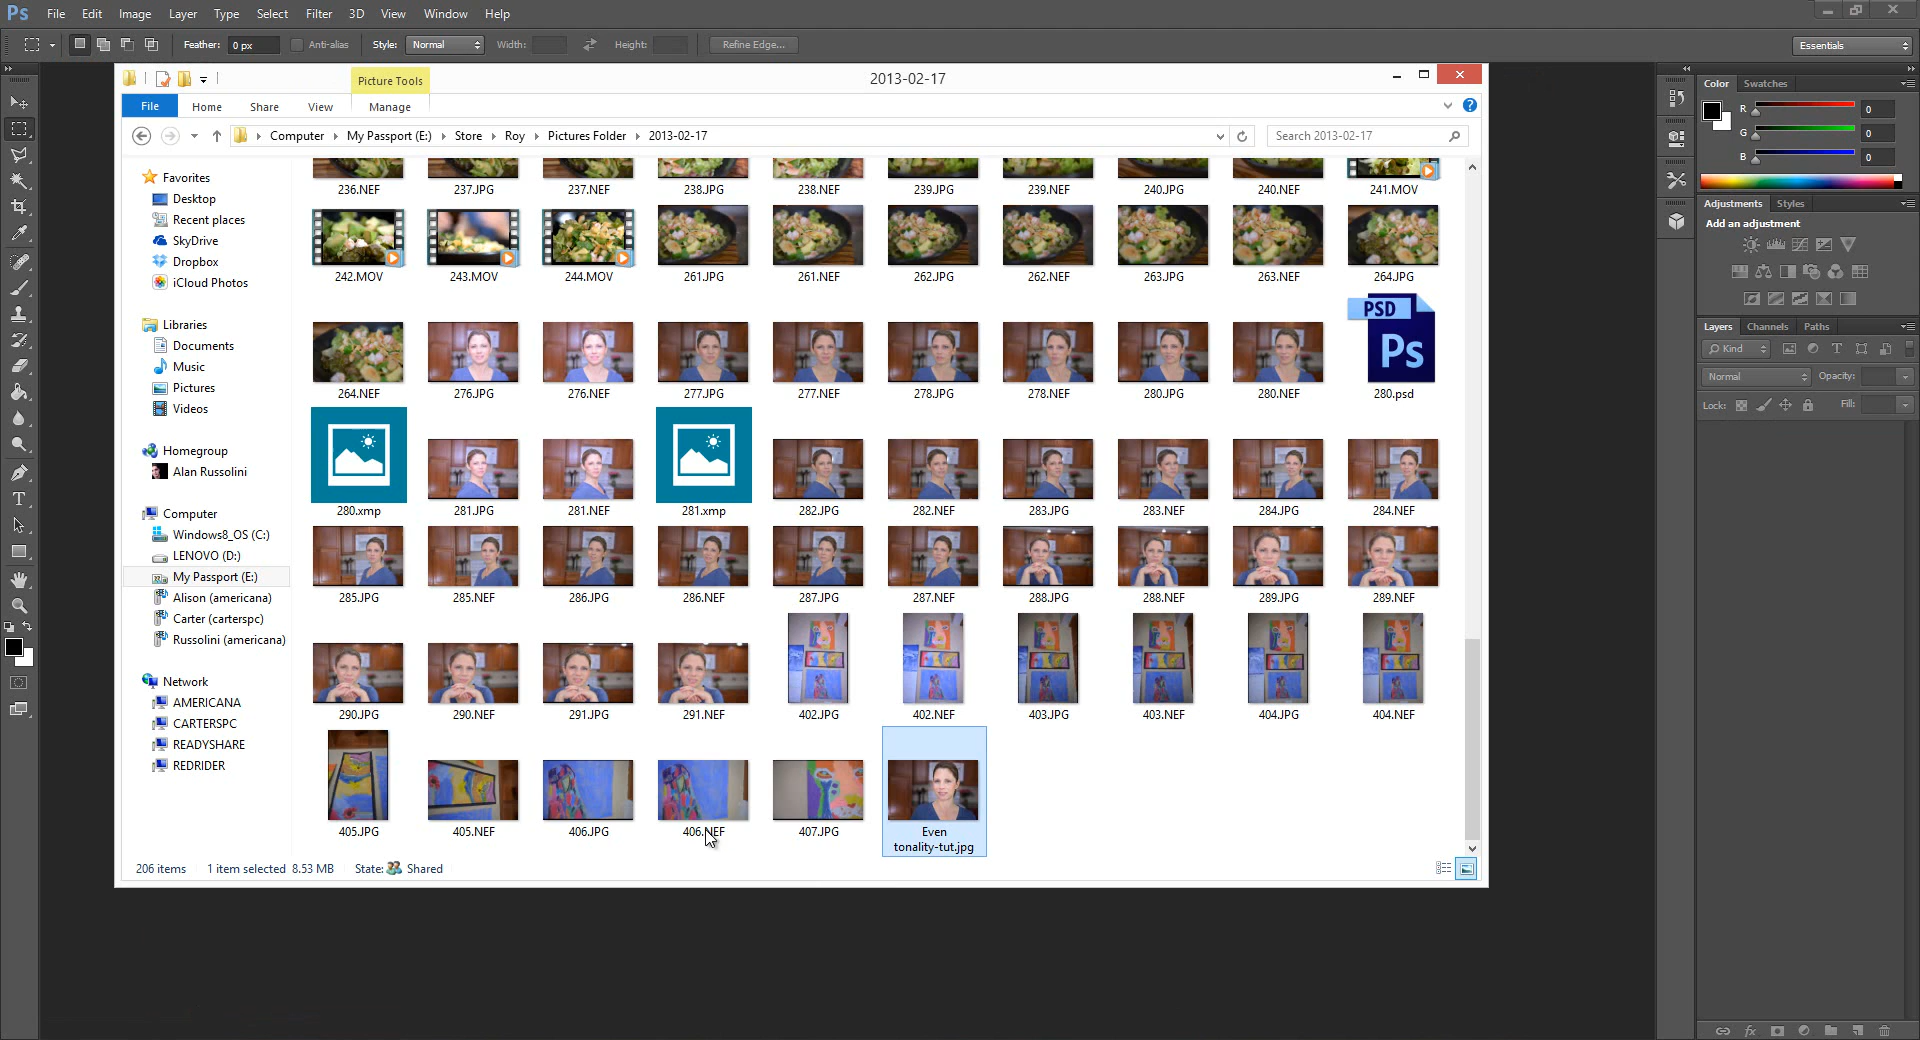 Ps File Edit Image Layer Type Select Filter 3D View Window Help
Feather: 0 px Anti-alias Style: Normal Width: Height: Refine Edge... Essentials
Picture Tools 2013-02-17
File Home Share View Manage
Computer My Passport (E:) Store Roy Pictures Folder 2013-02-17 Search 2013-02-17
Favorites
Desktop
Recent places
SkyDrive
Dropbox
iCloud Photos
Libraries
Documents
Music
Pictures
Videos
Homegroup
Alan Russolini
Computer
Windows8_OS (C:)
LENOVO (D:)
My Passport (E:)
Alison (americana)
Carter (carterspc)
Russolini (americana)
Network
AMERICANA
CARTERSPC
READYSHARE
REDRIDER
236.NEF 237.JPG 237.NEF 238.JPG 238.NEF 239.JPG 239.NEF 240.JPG 240.NEF 241.MOV
242.MOV 243.MOV 244.MOV 261.JPG 261.NEF 262.JPG 262.NEF 263.JPG 263.NEF 264.JPG
PSD
Ps
264.NEF 276.JPG 276.NEF 277.JPG 277.NEF 278.JPG 278.NEF 280.JPG 280.NEF 280.psd
280.xmp 281.JPG 281.NEF 281.xmp 282.JPG 282.NEF 283.JPG 283.NEF 284.JPG 284.NEF
285.JPG 285.NEF 286.JPG 286.NEF 287.JPG 287.NEF 288.JPG 288.NEF 289.JPG 289.NEF
290.JPG 290.NEF 291.JPG 291.NEF 402.JPG 402.NEF 403.JPG 403.NEF 404.JPG 404.NEF
405.JPG 405.NEF 406.JPG 406.NEF 407.JPG Even
tonality-tut.jpg
206 items 1 item selected 8.53 MB State: Shared
Color Swatches
R 0
G 0
B 0
Adjustments Styles
Add an adjustment
Layers Channels Paths
Kind
Normal Opacity:
Lock: Fill:
fx